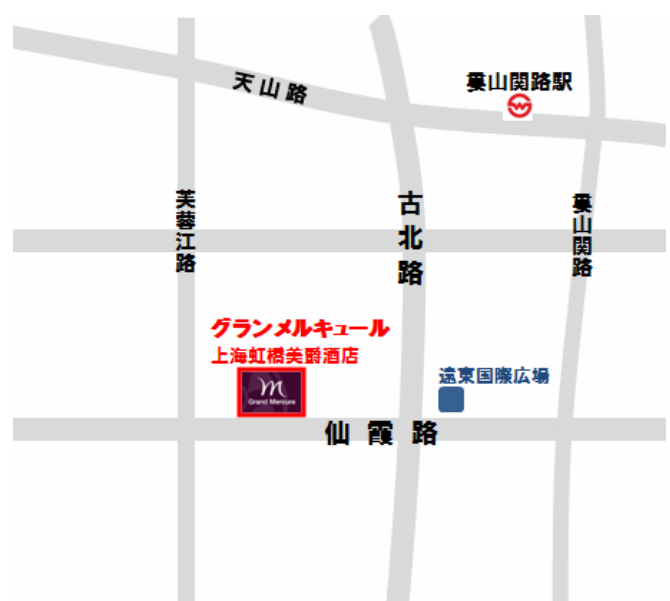 天山路
婁山関路駅
芙蓉江路
古北路
婁山関路
グランメルキュール
上海虹橋美爵酒店
m
Grand Mercure
遠東国際広場
仙霞路